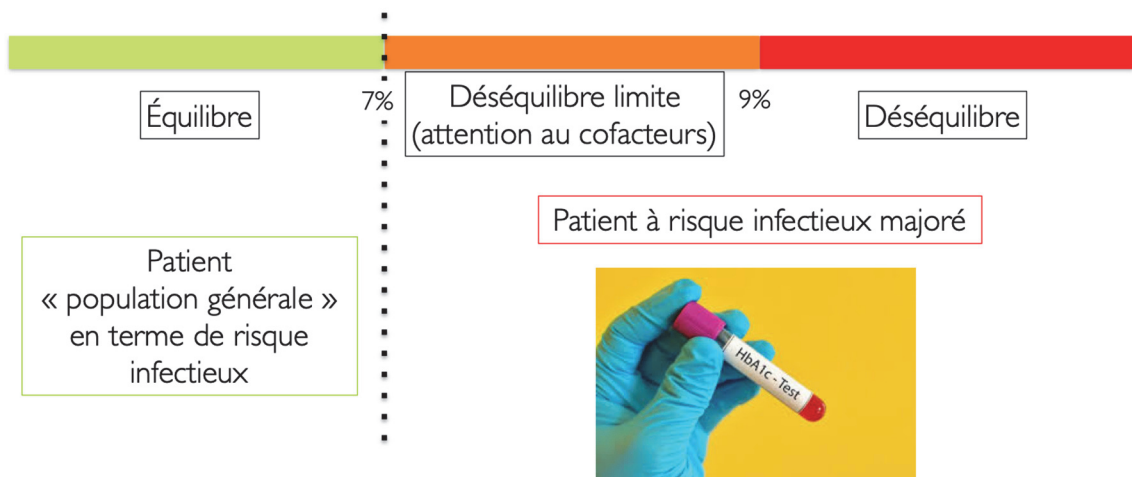 Équilibre
7%
Déséquilibre limite
(attention au cofacteurs)
9%
Déséquilibre
Patient à risque infectieux majoré
Patient
« population générale »
en terme de risque
infectieux
HbA1c - Test